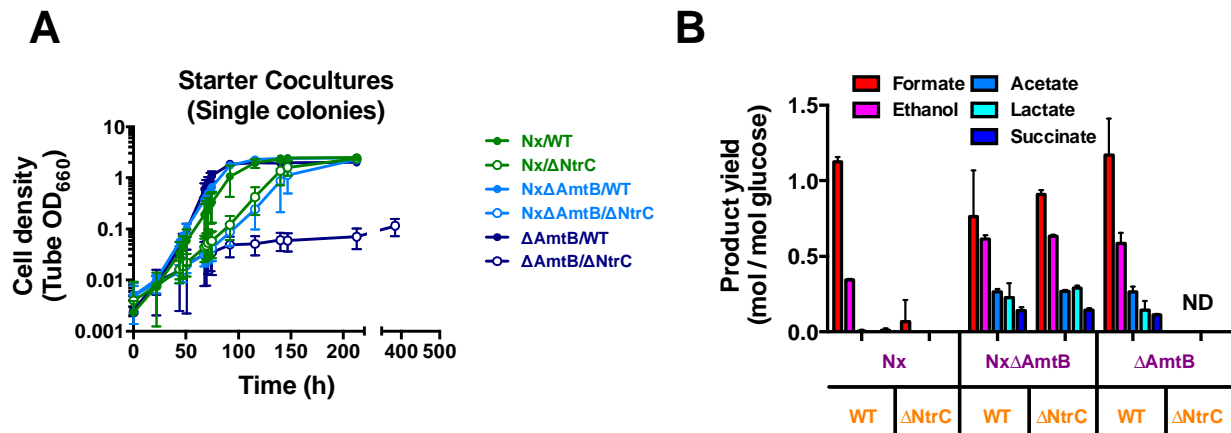 A
Starter Cocultures
(Single colonies)
Cell density
(Tube OD660)
10
1
0.1
0.01
0.001
0
50
100
150
200
400
500
Time (h)
Nx/WT
Nx/ΔNtrC
NxΔAmtB/WT
NxΔAmtB/ΔNtrC
ΔAmtB/WT
ΔAmtB/ΔNtrC
B
Formate
Ethanol
Acetate
Lactate
Succinate
Product yield
(mol / mol glucose)
1.5
1.0
0.5
0.0
ND
Nx
NxΔAmtB
ΔAmtB
WT
ΔNtrC
WT
ΔNtrC
WT
ΔNtrC